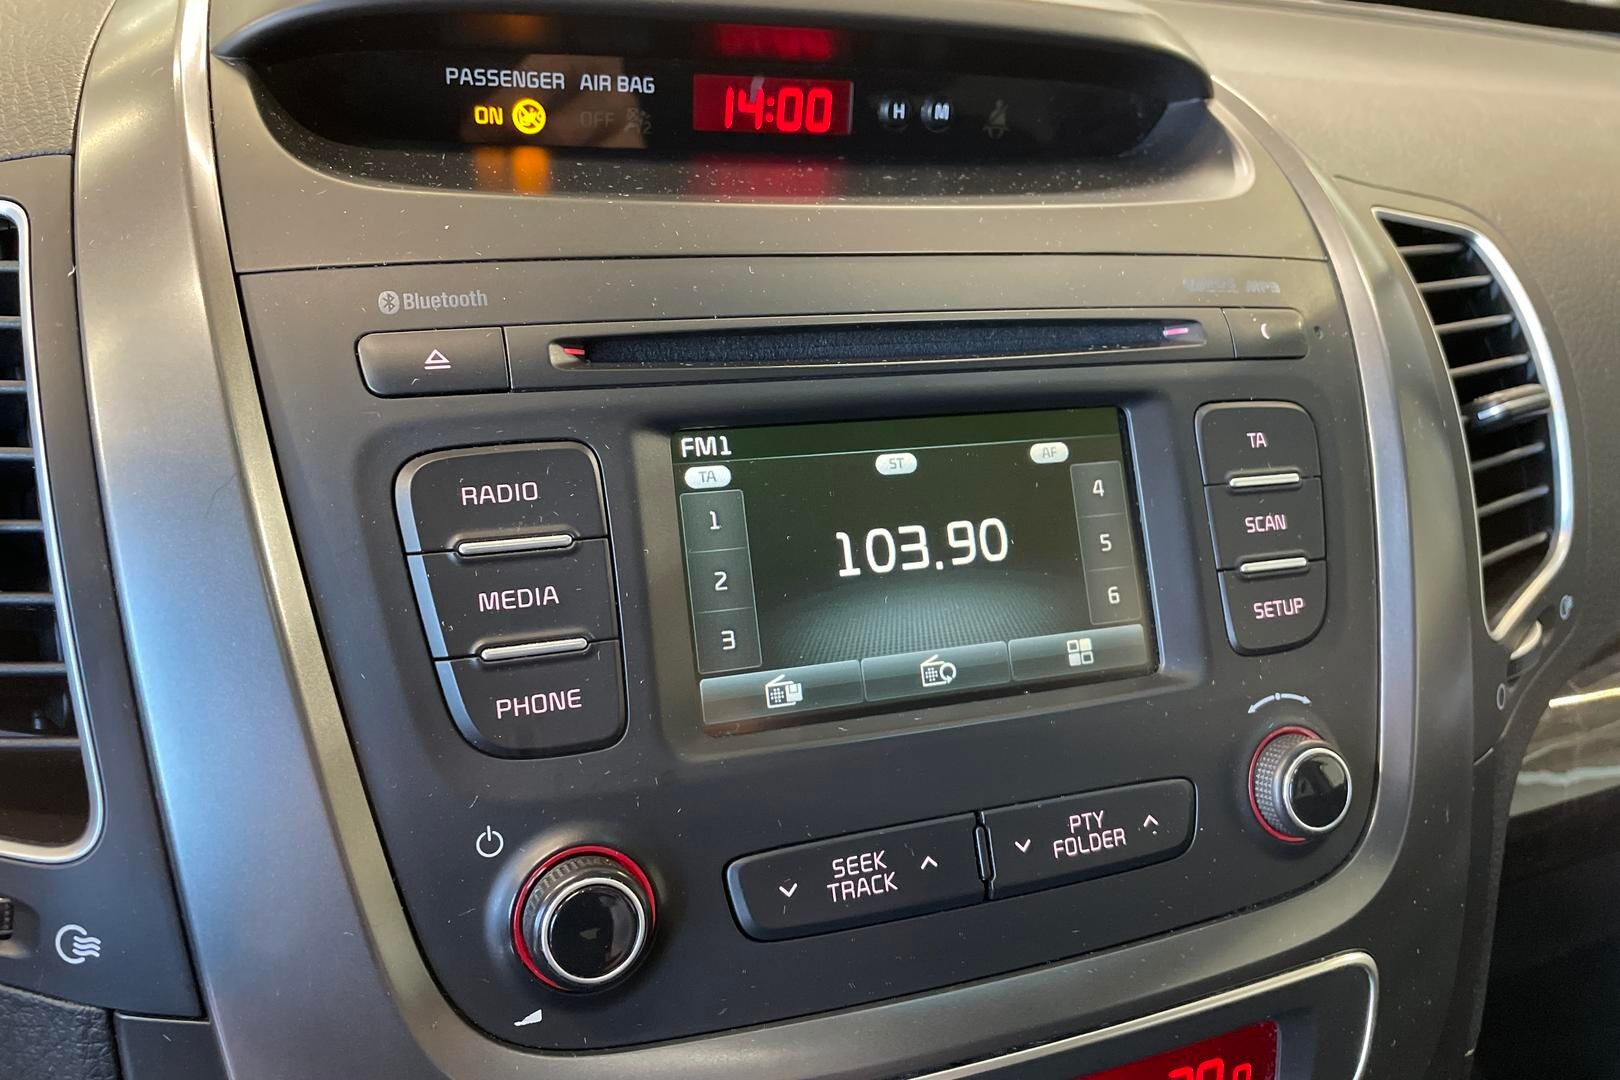 PASSENGER AIR BAG
ON OFF
14:00 H M
Bluetooth
MP3
FM1
TA ST AF
RADIO
MEDIA
PHONE
1
2
3
103.90
4
5
6
TA
SCAN
SETUP
SEEK
TRACK
PTY
FOLDER